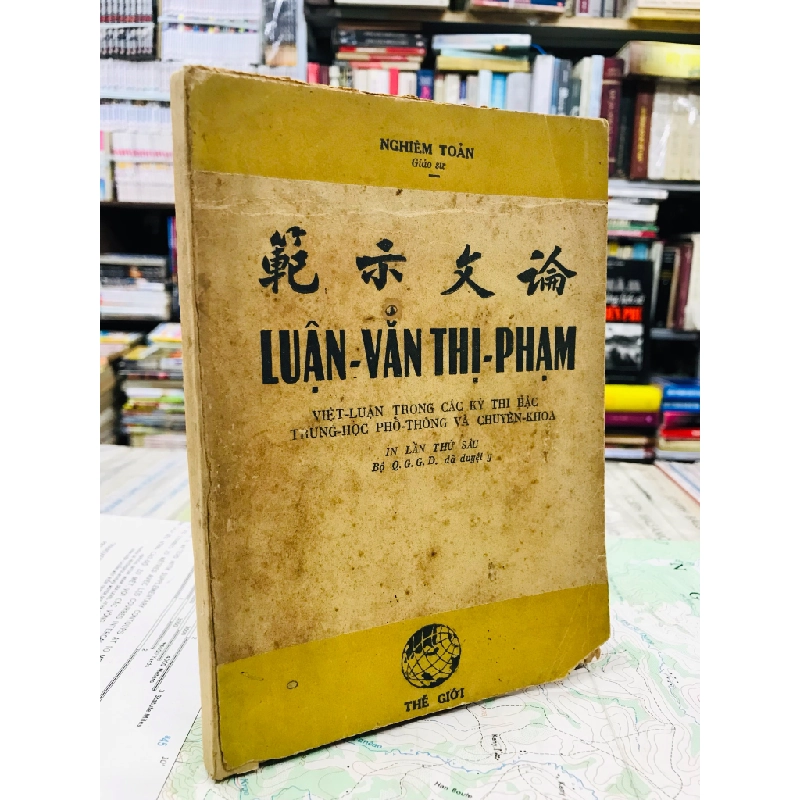 NGHIÊM TOẢN
Giáo sư
範示文論
LUẬN-VĂN THỊ-PHẠM
VIỆT-LUẬN TRONG CÁC KỲ THI BẬC
TRUNG-HỌC PHỔ-THÔNG VÀ CHUYÊN-KHOA
IN LẦN THỨ SÁU
Bộ Q.G.G.D. đã duyệt y
THẾ GIỚI